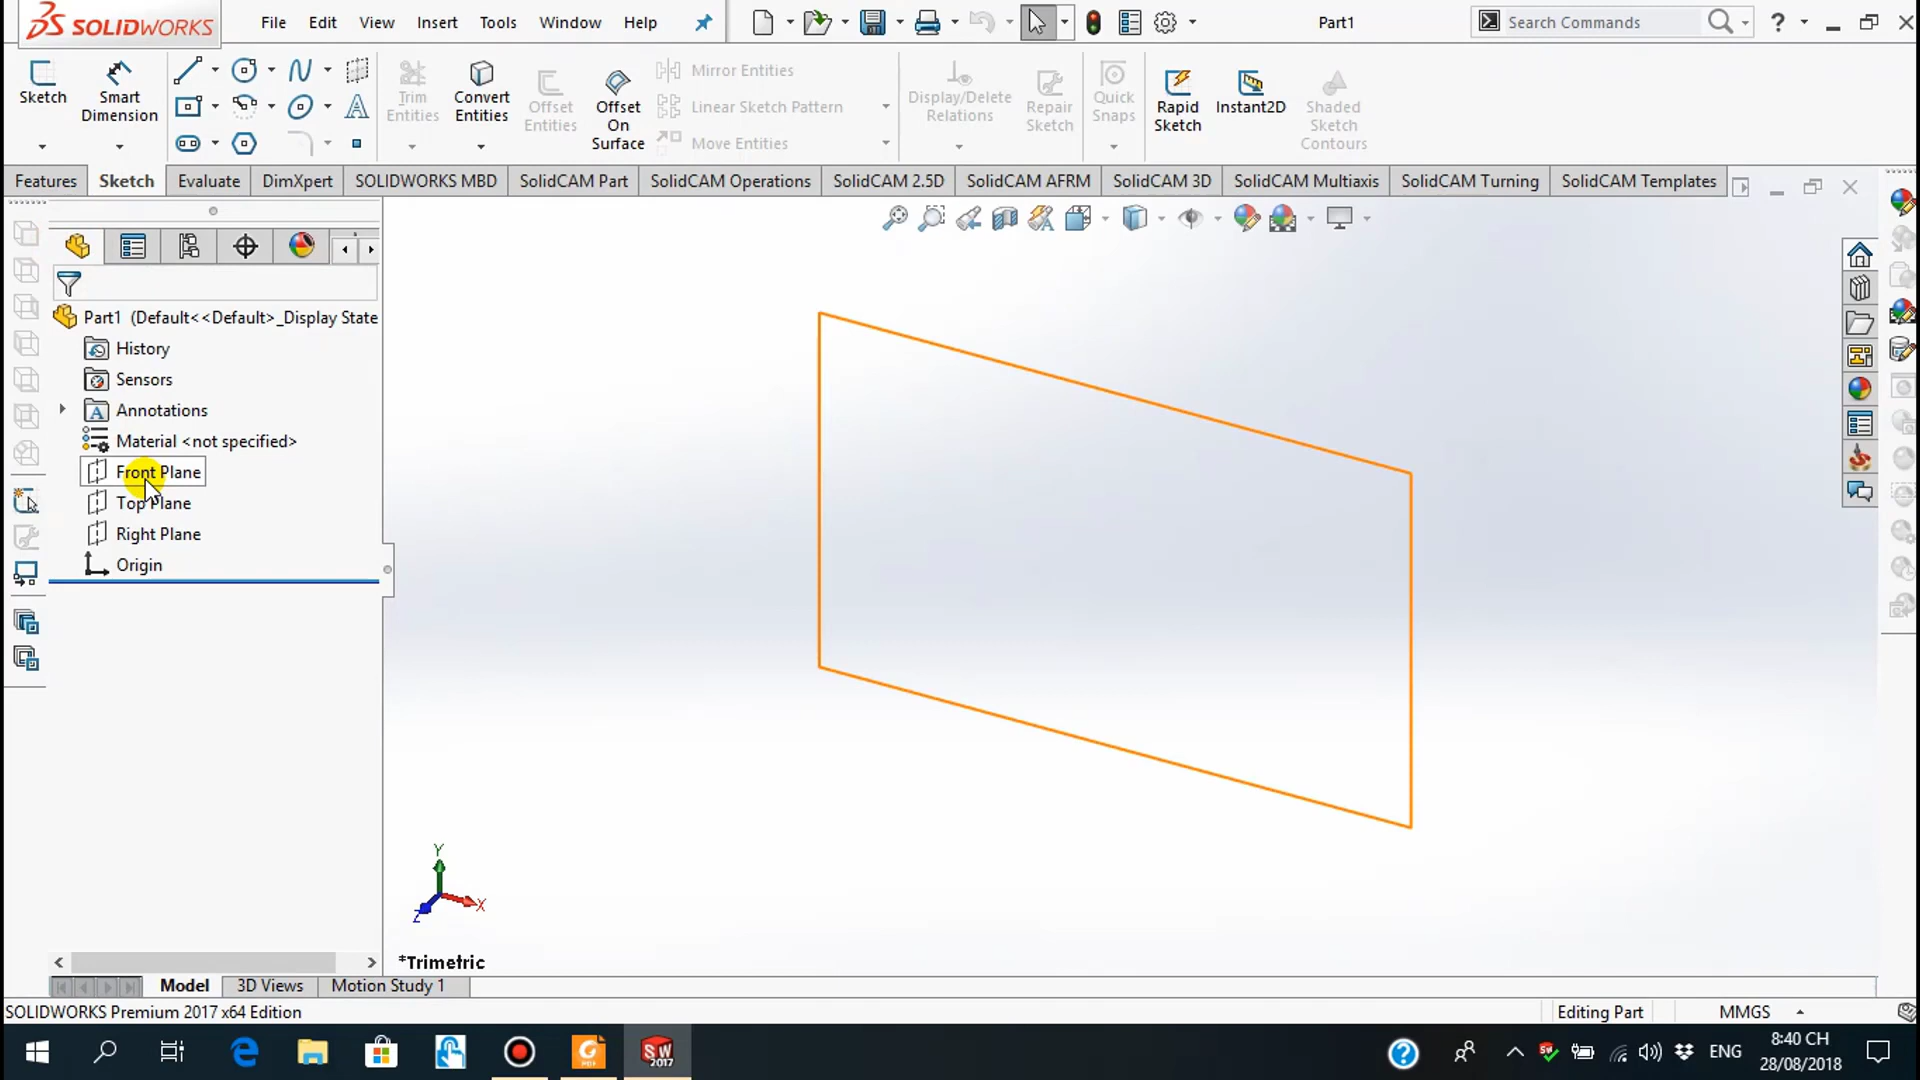 SOLIDWORKS File Edit View Insert Tools Window Help Part1 Search Commands ?
Sketch Smart Dimension Trim Entities Convert Entities Offset Entities Offset On Surface Mirror Entities Linear Sketch Pattern Move Entities Display/Delete Relations Repair Sketch Quick Snaps Rapid Sketch Instant2D Shaded Sketch Contours
Features Sketch Evaluate DimXpert SOLIDWORKS MBD SolidCAM Part SolidCAM Operations SolidCAM 2.5D SolidCAM AFRM SolidCAM 3D SolidCAM Multiaxis SolidCAM Turning SolidCAM Templates
Part1 (Default<<Default>_Display State
History
Sensors
A Annotations
Material <not specified>
Front Plane
Top Plane
Right Plane
Origin
Y
X
Z
*Trimetric
Model 3D Views Motion Study 1
SOLIDWORKS Premium 2017 x64 Edition Editing Part MMGS
SW 2017 ? ENG 8:40 CH
28/08/2018